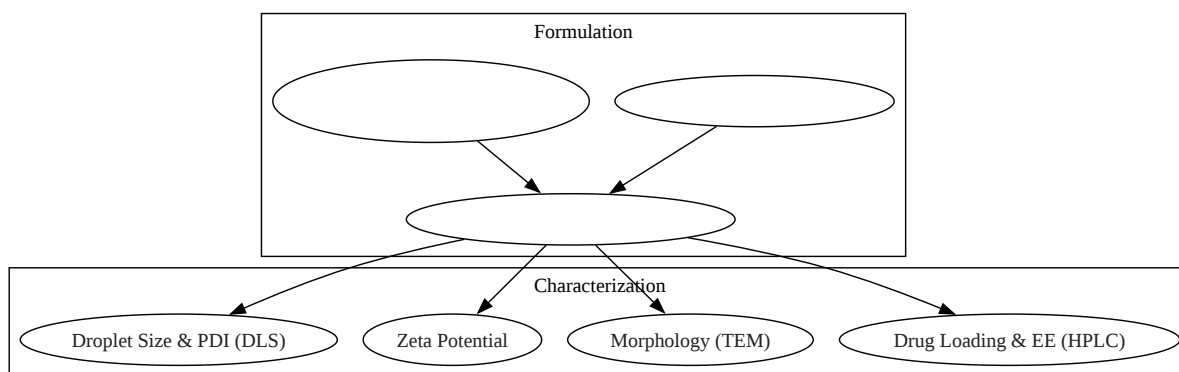 Formulation
Characterization
Droplet Size & PDI (DLS)
Zeta Potential
Morphology (TEM)
Drug Loading & EE (HPLC)